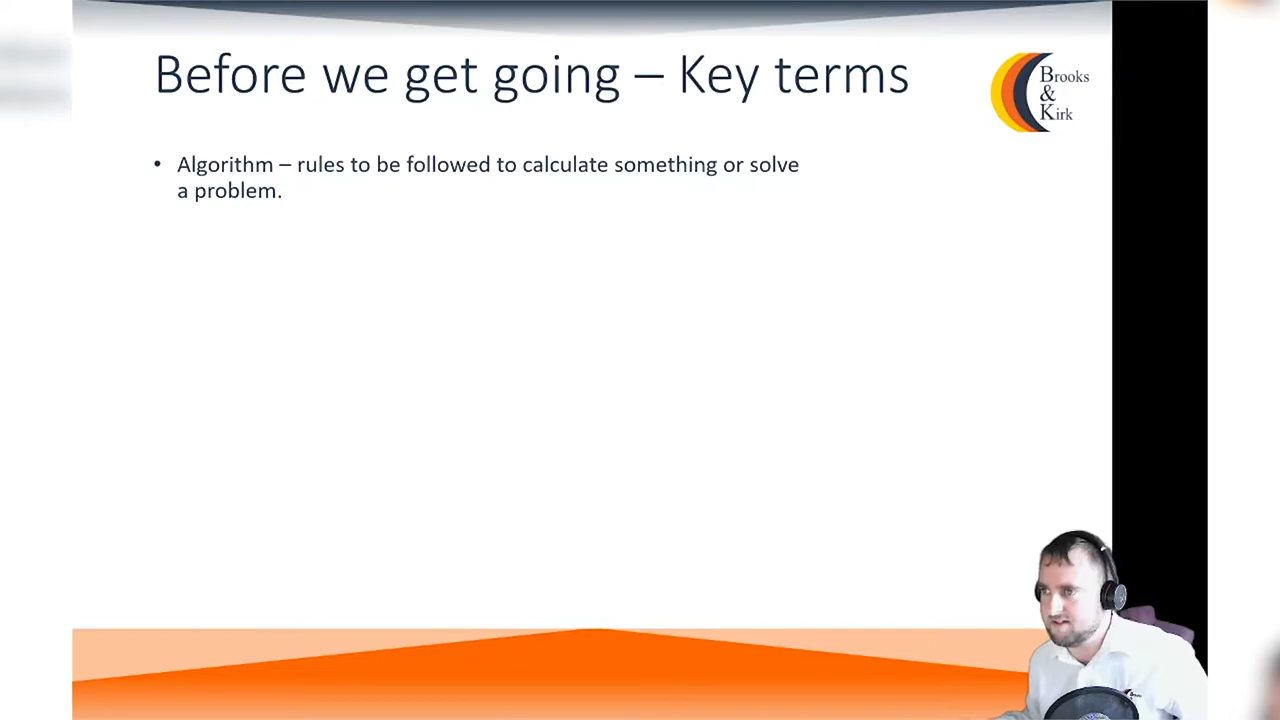 Before we get going – Key terms
Brooks
&
Kirk
• Algorithm – rules to be followed to calculate something or solve
a problem.